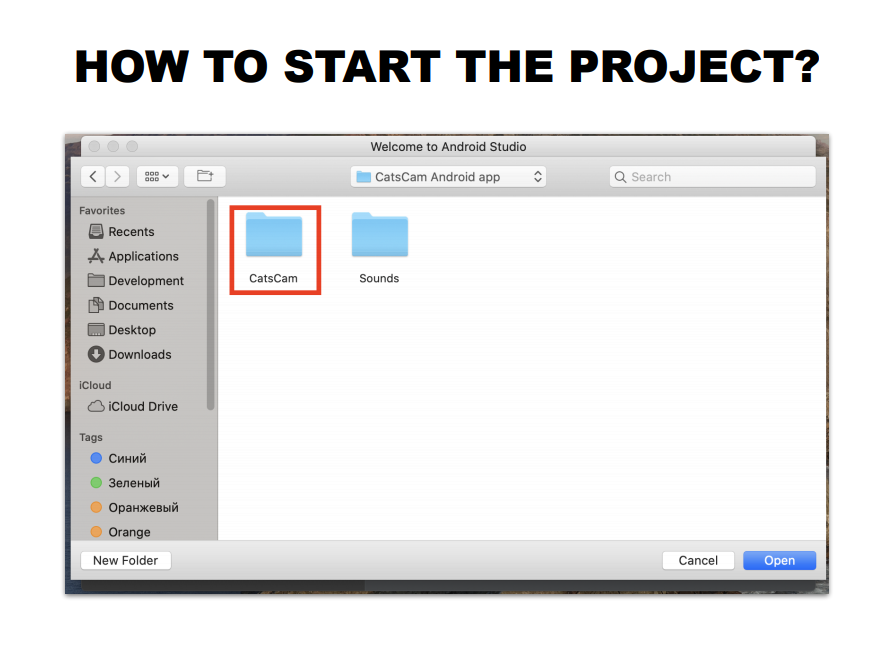 HOW TO START THE PROJECT?
Welcome to Android Studio
CatsCam Android app
Search
Favorites
Recents
Applications
Development
Documents
Desktop
Downloads
iCloud
iCloud Drive
Tags
Синий
Зеленый
Оранжевый
Orange
CatsCam
Sounds
New Folder
Cancel
Open